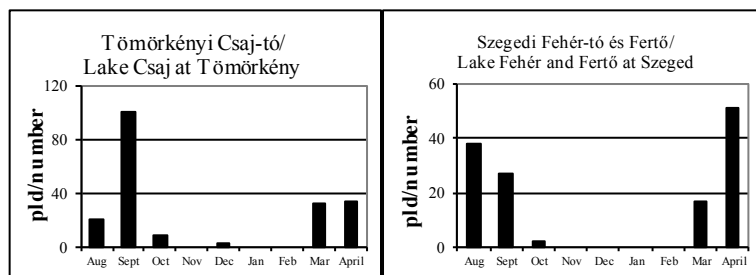 Tömörkényi Csaj-tó/
Lake Csaj at Tömörkény
pld/number
120
80
40
0
Aug Sept Oct Nov Dec Jan Feb Mar April
Szegedi Fehér-tó és Fertő/
Lake Fehér and Fertő at Szeged
pld/number
60
40
20
0
Aug Sept Oct Nov Dec Jan Feb Mar April